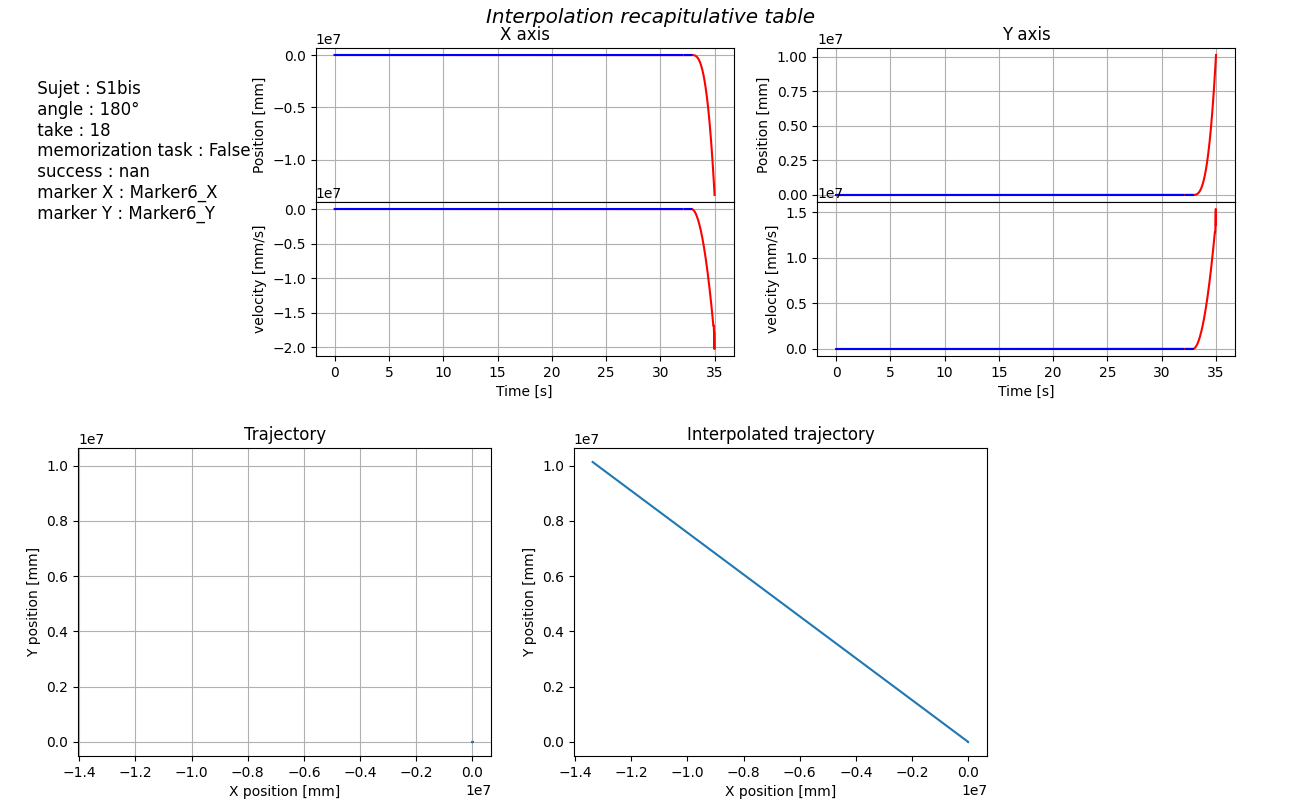 Interpolation recapitulative table
Sujet : S1bis
angle : 180°
take : 18
memorization task : False
success : nan
marker X : Marker6_X
marker Y : Marker6_Y
X axis
1e7
Position [mm]
0.0
−0.5
−1.0
1e7
velocity [mm/s]
0.0
−0.5
−1.0
−1.5
−2.0
0 5 10 15 20 25 30 35
Time [s]
Y axis
1e7
Position [mm]
1.00
0.75
0.50
0.25
0.00
1e7
velocity [mm/s]
1.5
1.0
0.5
0.0
0 5 10 15 20 25 30 35
Time [s]
Trajectory
1e7
Y position [mm]
1.0
0.8
0.6
0.4
0.2
0.0
−1.4 −1.2 −1.0 −0.8 −0.6 −0.4 −0.2 0.0
X position [mm]
1e7
Interpolated trajectory
1e7
Y position [mm]
1.0
0.8
0.6
0.4
0.2
0.0
−1.4 −1.2 −1.0 −0.8 −0.6 −0.4 −0.2 0.0
X position [mm]
1e7